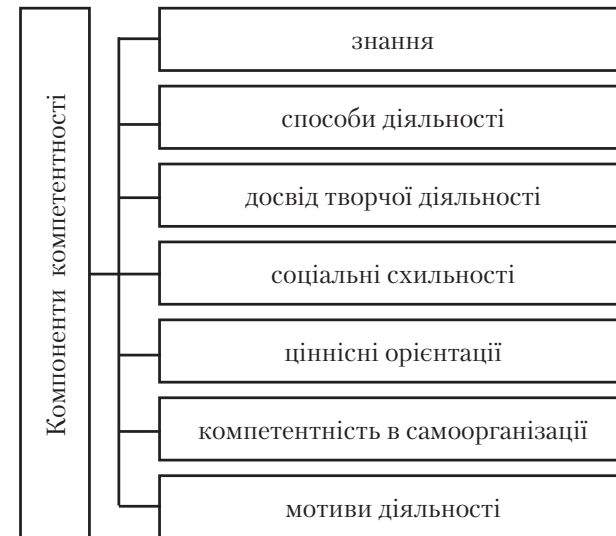 Компоненти компетентності
знання
способи діяльності
досвід творчої діяльності
соціальні схильності
ціннісні орієнтації
компетентність в самоорганізації
мотиви діяльності